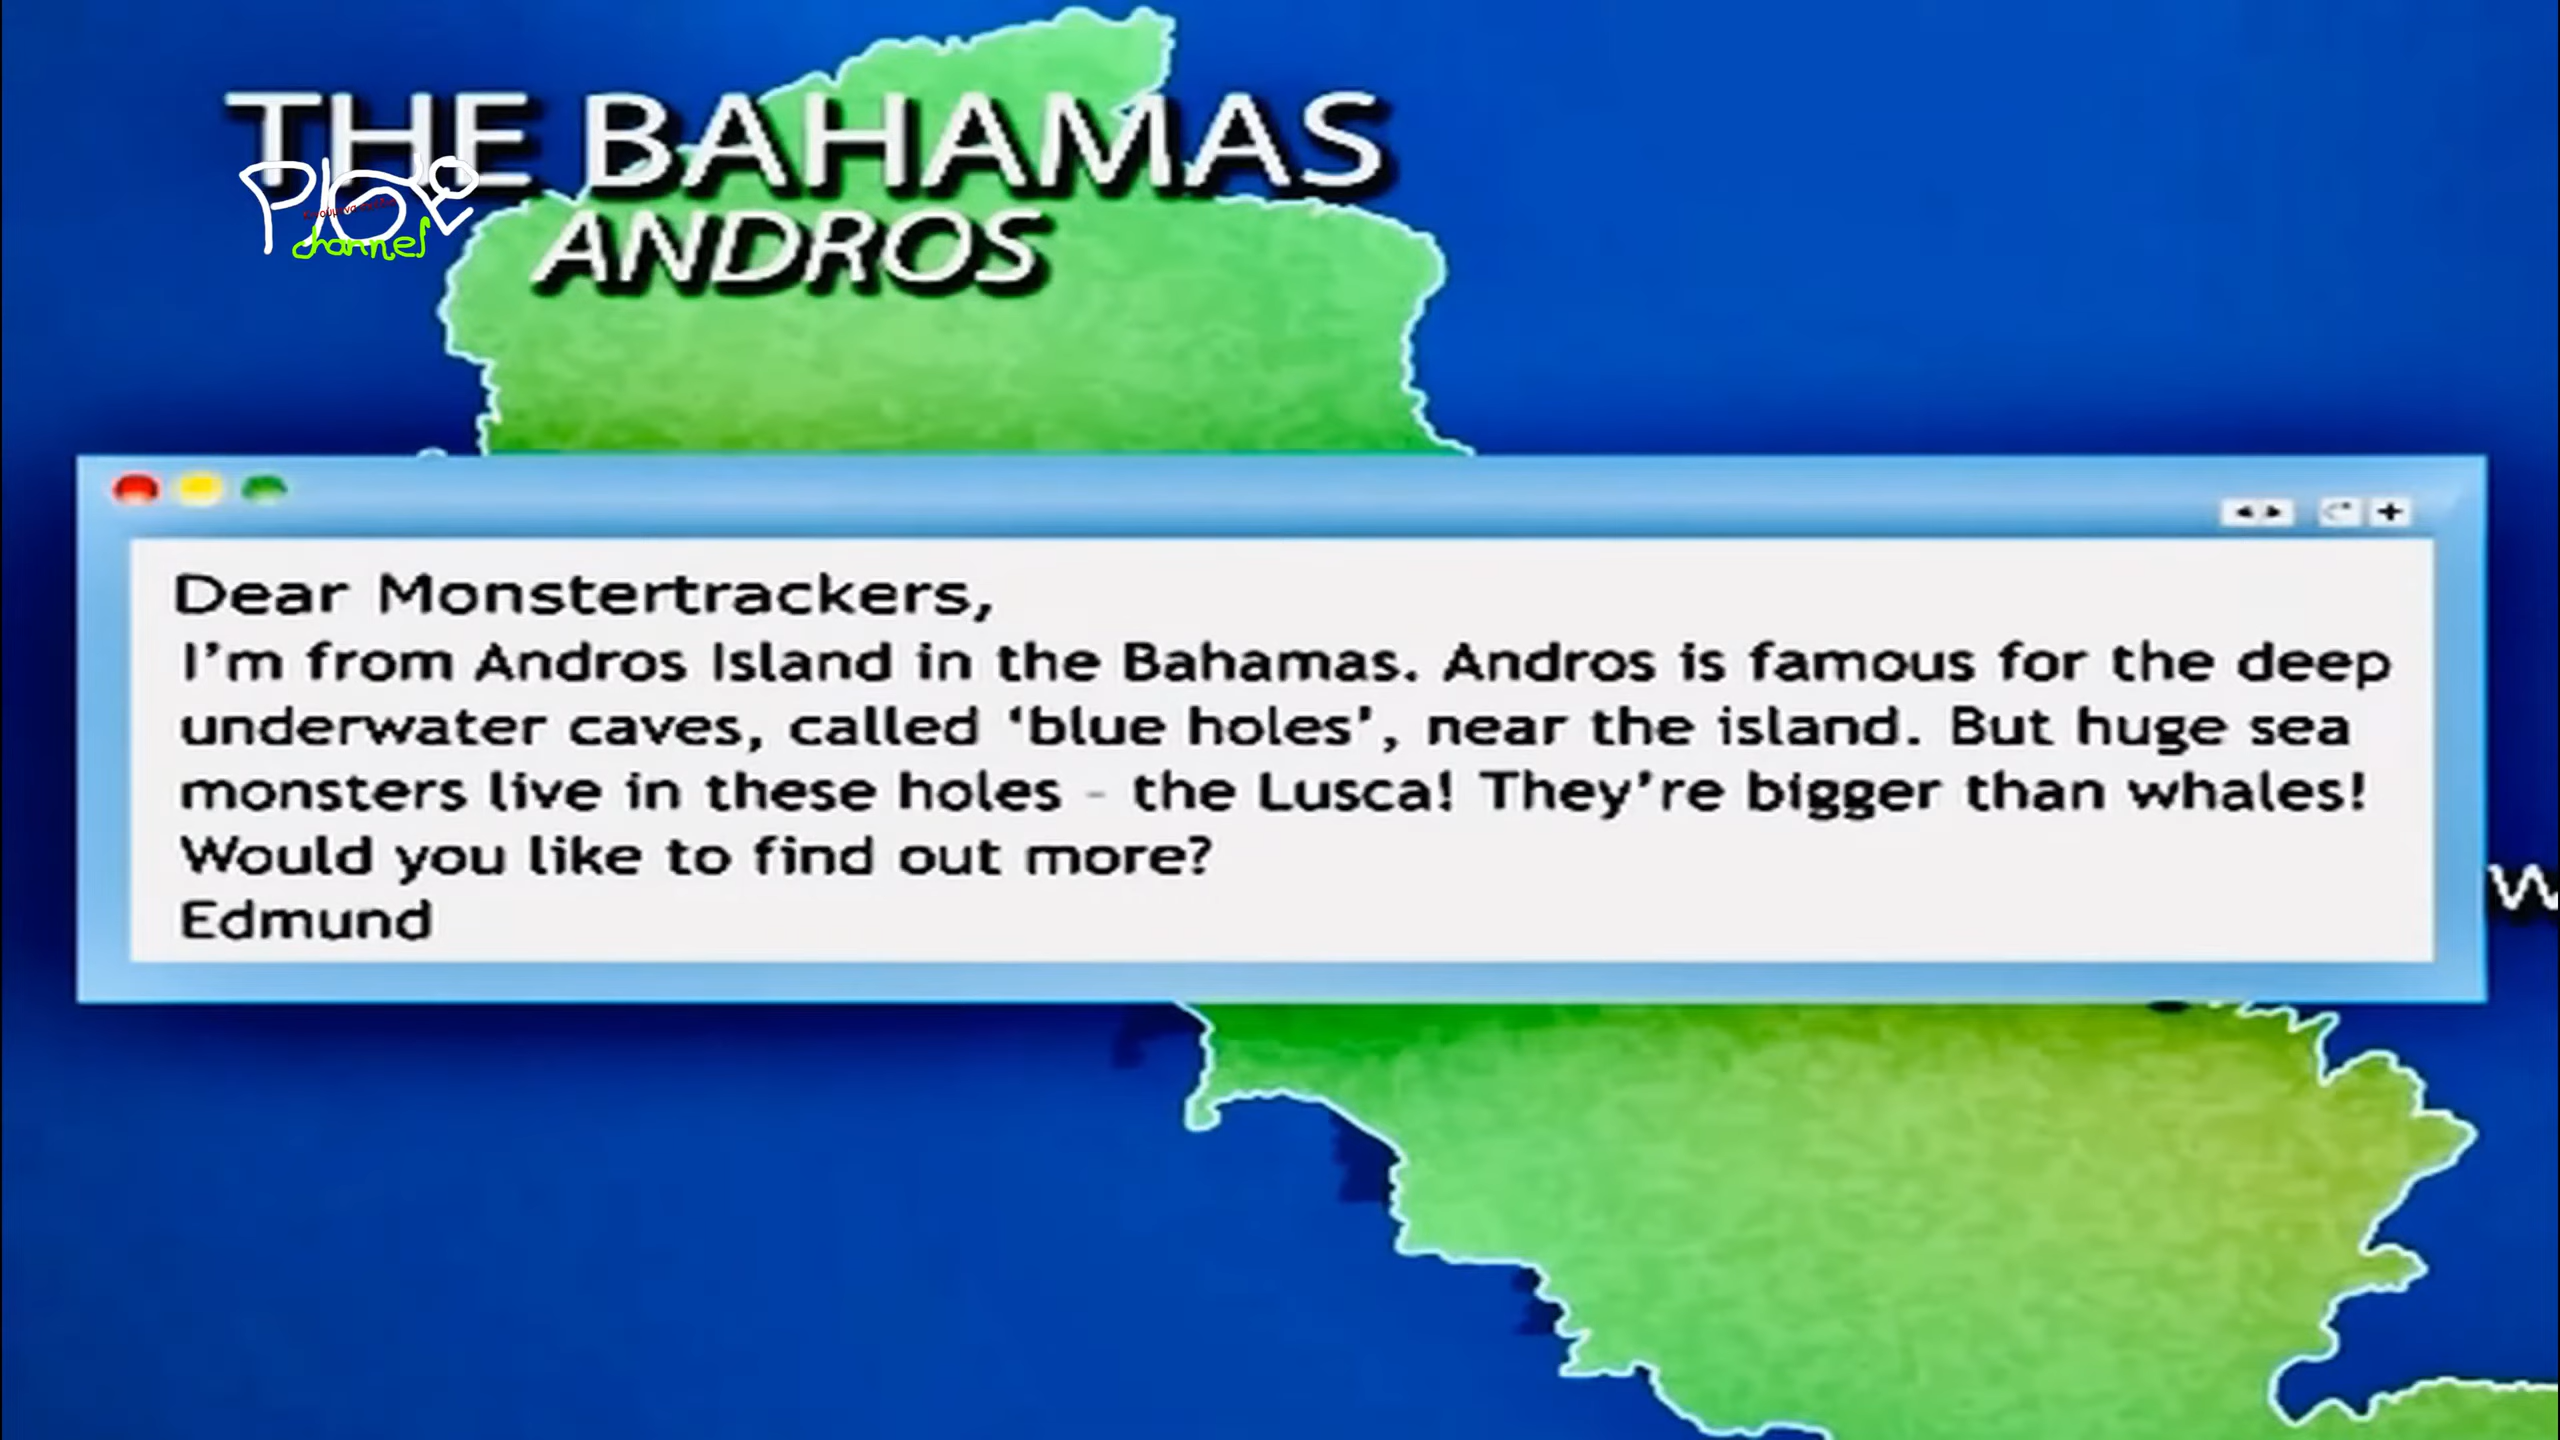 THE BAHAMAS
ANDROS
channel
Dear Monstertrackers,
I'm from Andros Island in the Bahamas. Andros is famous for the deep
underwater caves, called ‘blue holes’, near the island. But huge sea
monsters live in these holes - the Lusca! They're bigger than whales!
Would you like to find out more?
Edmund
W